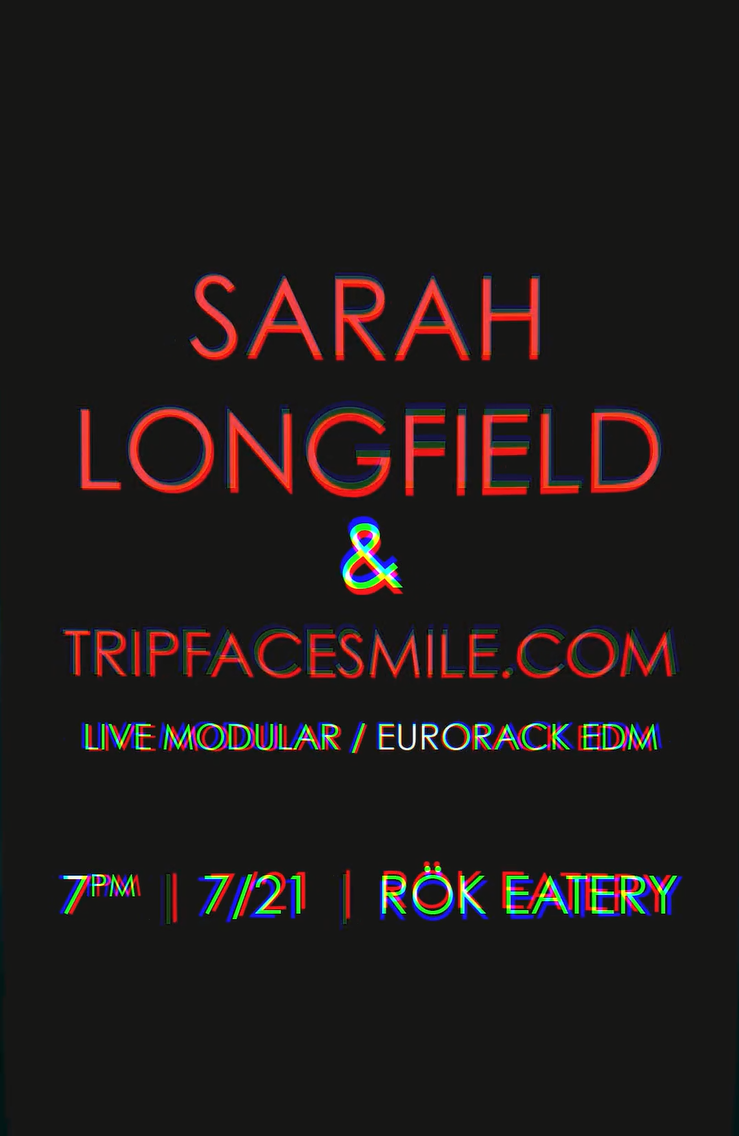 SARAH
LONGFIELD
&
TRIPFACESMILE.COM
LIVE MODULAR / EURORACK EDM
7PM | 7/21 | RÖK EATERY